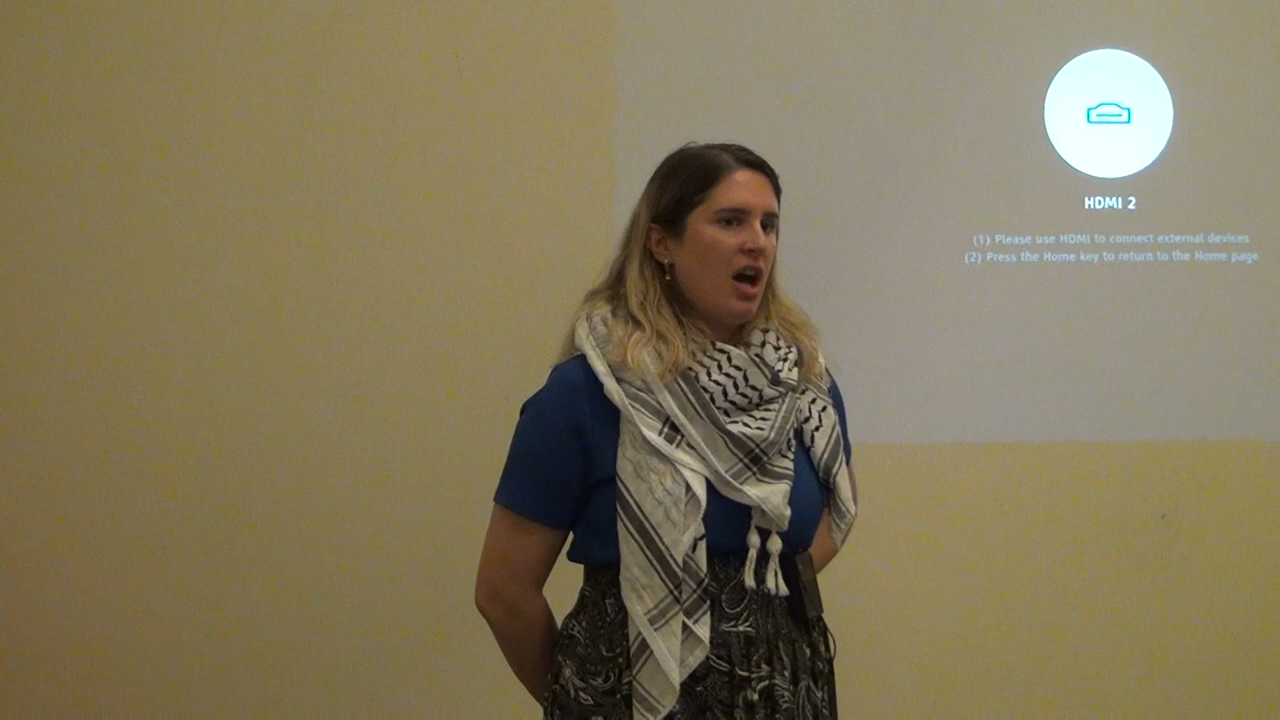 HDMI 2
(1) Please use HDMI to connect external devices
(2) Press the Home key to return to the Home page